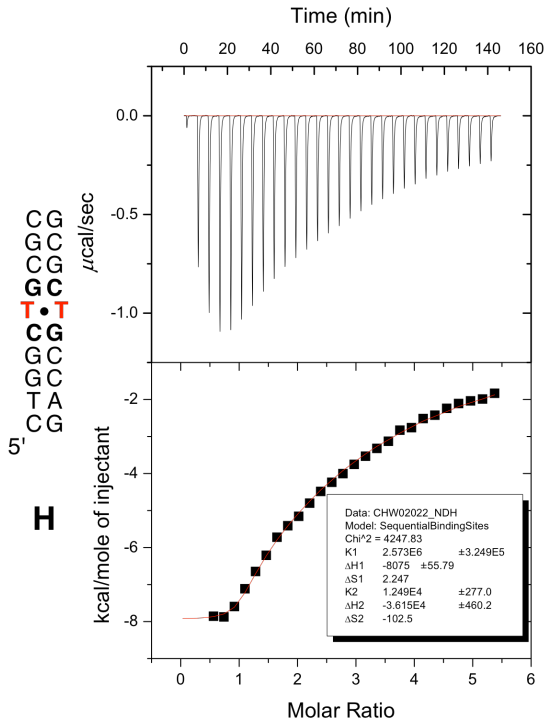 Time (min)
0 20 40 60 80 100 120 140 160
0.0
-0.5
-1.0
µcal/sec
C G
G C
C G
G C
T • T
C G
G C
G C
T A
C G
5'
H
-2
-4
-6
-8
kcal/mole of injectant
Data: CHW02022_NDH
Model: SequentialBindingSites
Chi^2 = 4247.83
K1 2.573E6 ±3.249E5
ΔH1 -8075 ±55.79
ΔS1 2.247
K2 1.249E4 ±277.0
ΔH2 -3.615E4 ±460.2
ΔS2 -102.5
0 1 2 3 4 5 6
Molar Ratio